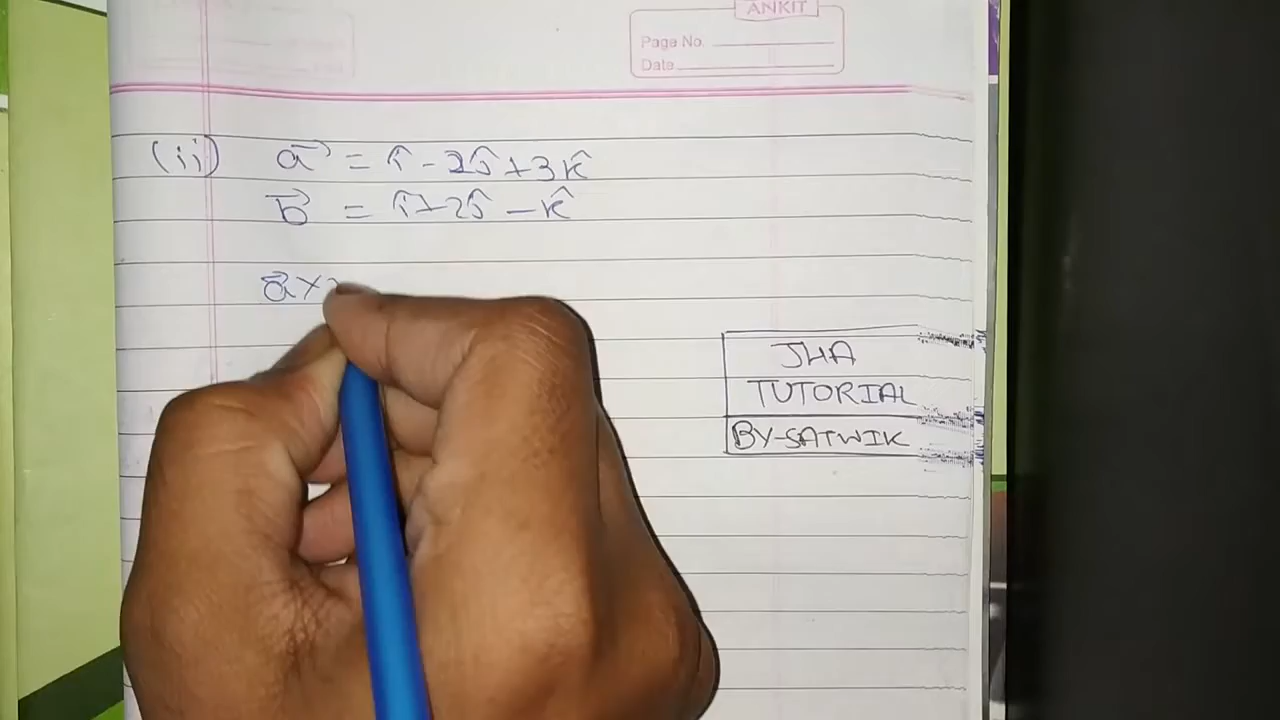 ANKIT
Page No.
Date
(ii) a⃗ = î - 2ĵ + 3k̂
b⃗ = î + 2ĵ - k̂
a⃗ ×
JHA
TUTORIAL
BY-SATWIK